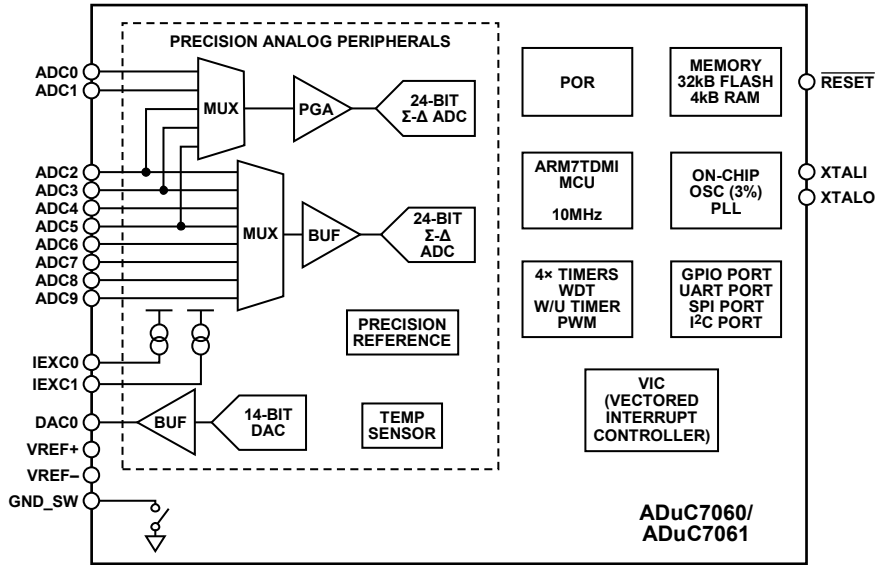 PRECISION ANALOG PERIPHERALS
ADC0
ADC1
MUX
PGA
24-BIT
Σ-Δ ADC
ADC2
ADC3
ADC4
ADC5
ADC6
ADC7
ADC8
ADC9
MUX
BUF
24-BIT
Σ-Δ
ADC
PRECISION
REFERENCE
IEXC0
IEXC1
DAC0
BUF
14-BIT
DAC
TEMP
SENSOR
VREF+
VREF–
GND_SW
POR
MEMORY
32kB FLASH
4kB RAM
RESET
ARM7TDMI
MCU
10MHz
ON-CHIP
OSC (3%)
PLL
XTALI
XTALO
4× TIMERS
WDT
W/U TIMER
PWM
GPIO PORT
UART PORT
SPI PORT
I²C PORT
VIC
(VECTORED
INTERRUPT
CONTROLLER)
ADuC7060/
ADuC7061